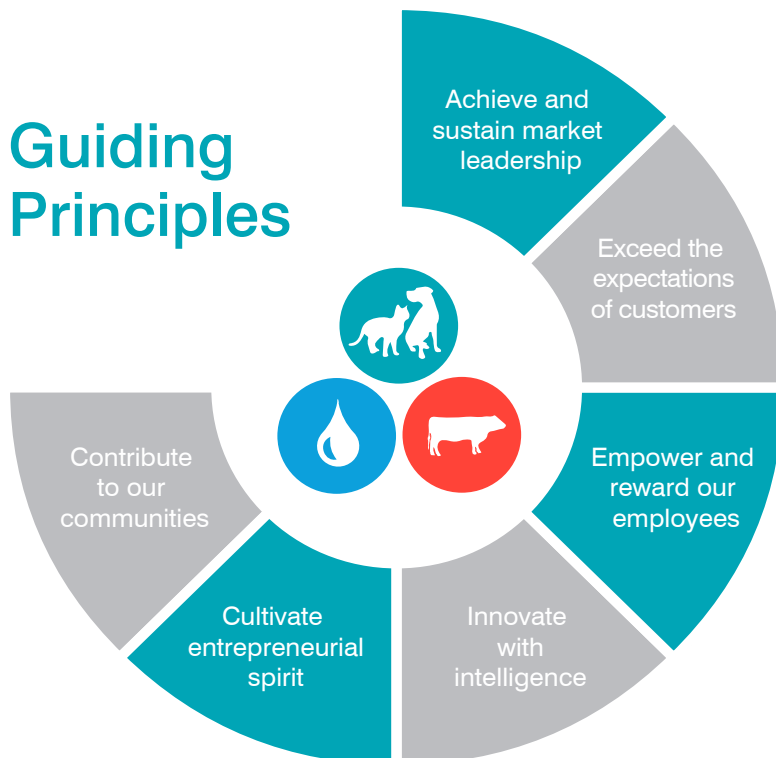 Guiding
Principles
Achieve and
sustain market
leadership
Exceed the
expectations
of customers
Empower and
reward our
employees
Innovate
with
intelligence
Cultivate
entrepreneurial
spirit
Contribute
to our
communities